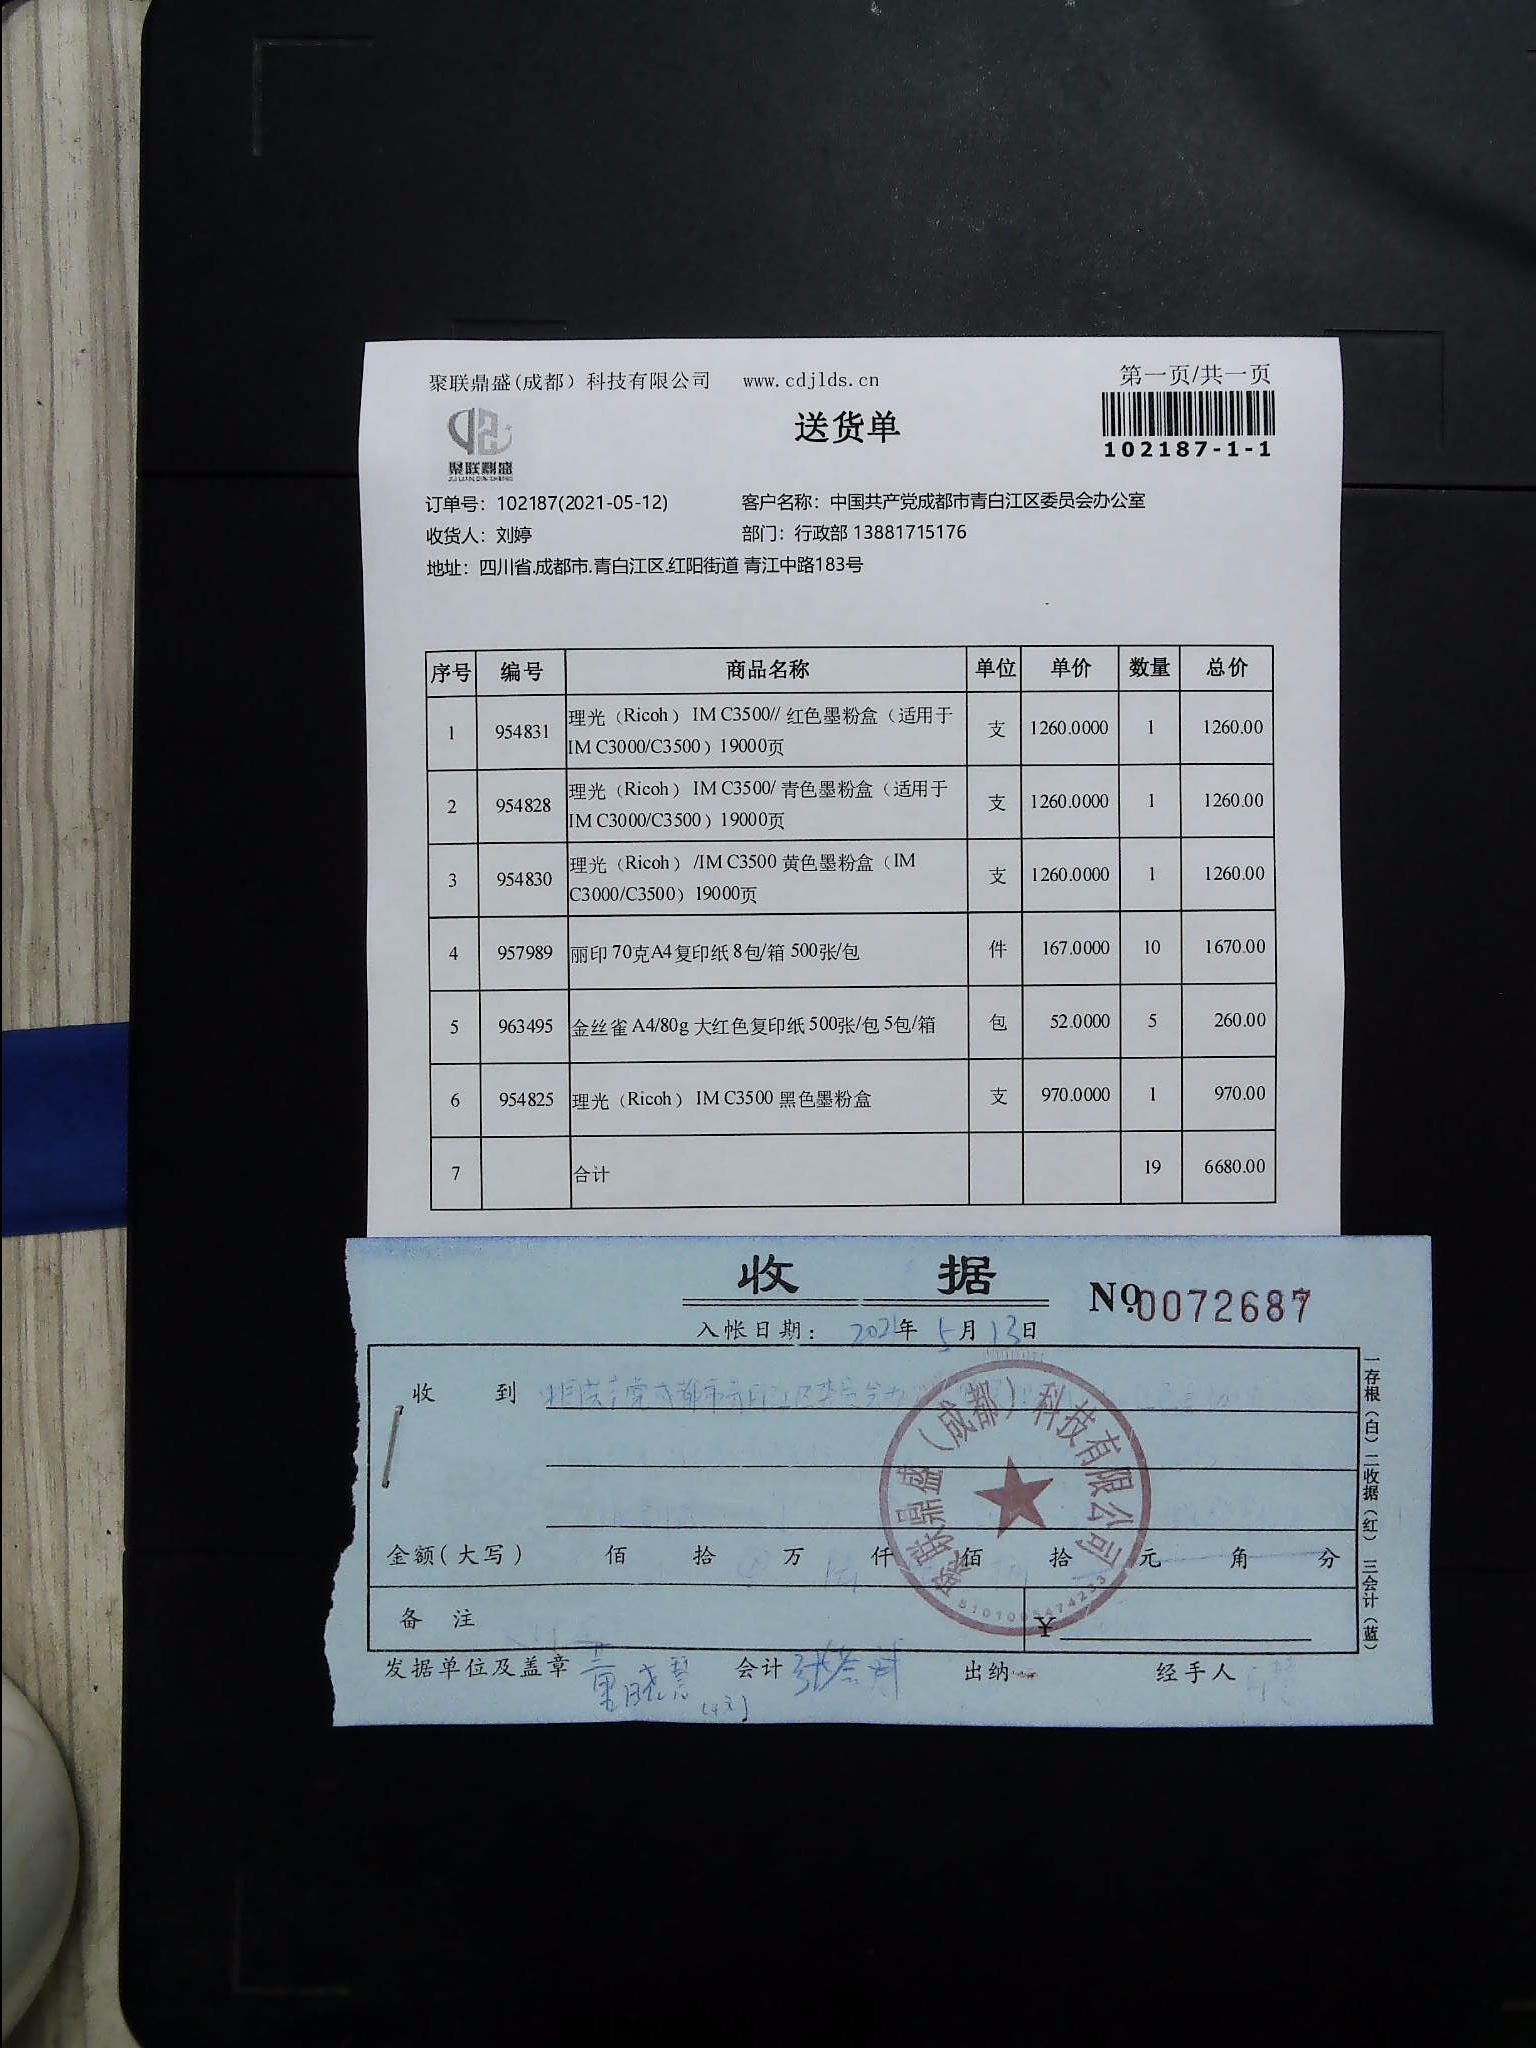 聚联鼎盛(成都）科技有限公司 www.cdjlds.cn 第一页/共一页
送货单
聚联鼎盛
102187-1-1
订单号：102187(2021-05-12) 客户名称：中国共产党成都市青白江区委员会办公室
收货人：刘婷 部门：行政部 13881715176
地址：四川省.成都市.青白江区.红阳街道 青江中路183号
序号 编号 商品名称 单位 单价 数量 总价
1 954831 理光（Ricoh） IM C3500// 红色墨粉盒（适用于 支 1260.0000 1 1260.00
IM C3000/C3500）19000页
2 954828 理光（Ricoh） IM C3500/ 青色墨粉盒（适用于 支 1260.0000 1 1260.00
IM C3000/C3500）19000页
3 954830 理光（Ricoh） /IM C3500 黄色墨粉盒（IM 支 1260.0000 1 1260.00
C3000/C3500）19000页
4 957989 丽印 70克A4复印纸 8包/箱 500张/包 件 167.0000 10 1670.00
5 963495 金丝雀 A4/80g 大红色复印纸 500张/包 5包/箱 包 52.0000 5 260.00
6 954825 理光（Ricoh） IM C3500 黑色墨粉盒 支 970.0000 1 970.00
7 合计 19 6680.00
收 据
No. 0072687
入帐日期： 2021年 5月 13日
收 到
金额(大写) 佰 拾 万 仟 佰 拾 元 角 分
备 注 ¥
发据单位及盖章 会计 出纳 经手人
一存根（白）二收据（红）三会计（蓝）
聚联鼎盛（成都）科技有限公司